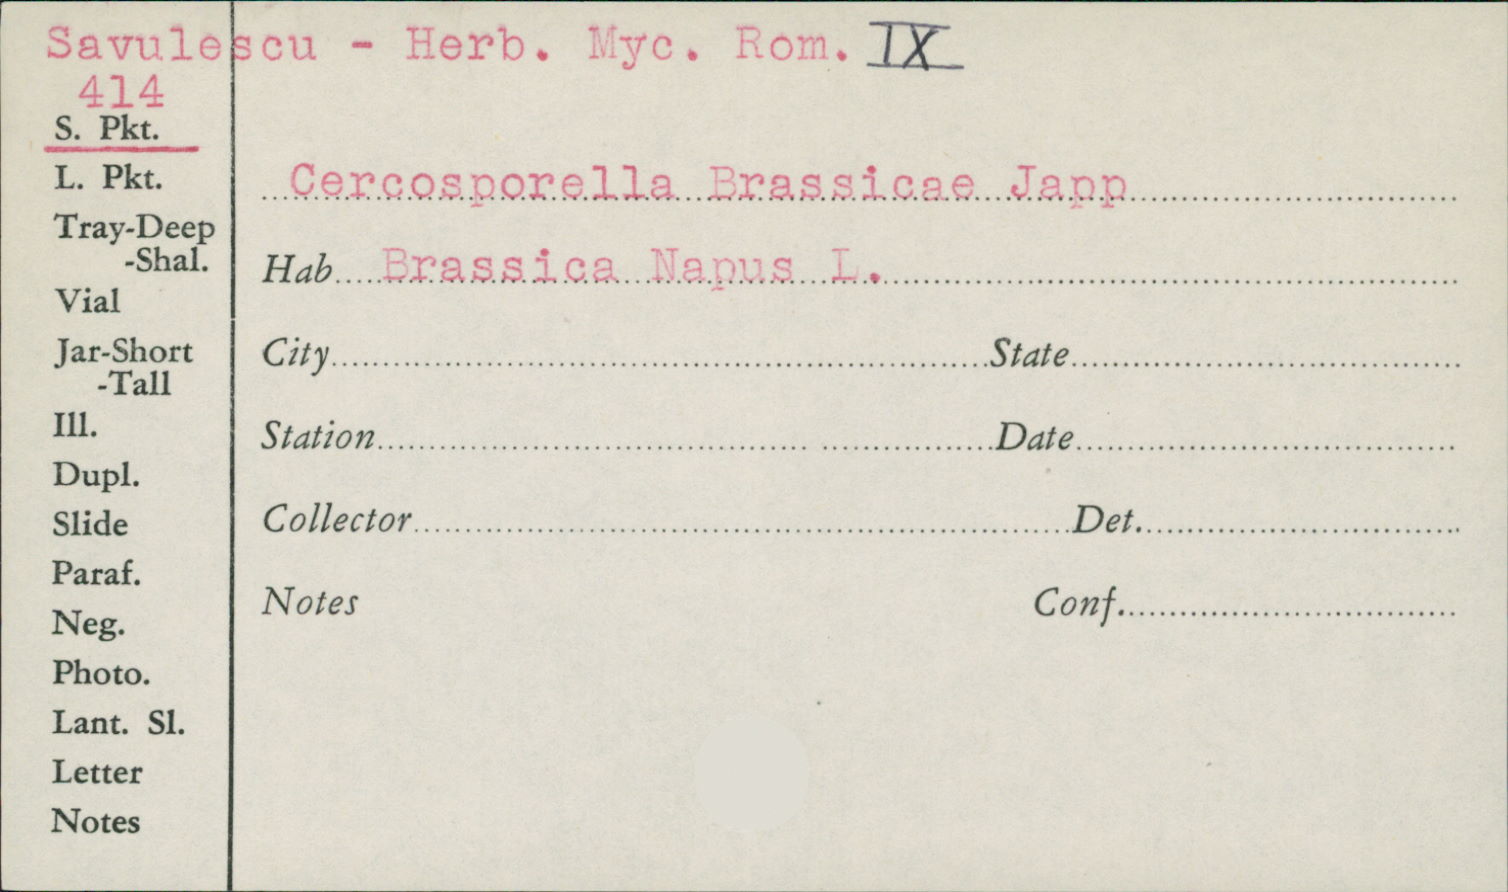 Savulescu - Herb. Myc. Rom. IX
414
S. Pkt.
L. Pkt.
Tray-Deep
-Shal.
Vial
Jar-Short
-Tall
Ill.
Dupl.
Slide
Paraf.
Neg.
Photo.
Lant. Sl.
Letter
Notes
Cercosporella Brassicae Japp
Hab Brassica Napus L.
City State
Station Date
Collector Det.
Notes Conf.